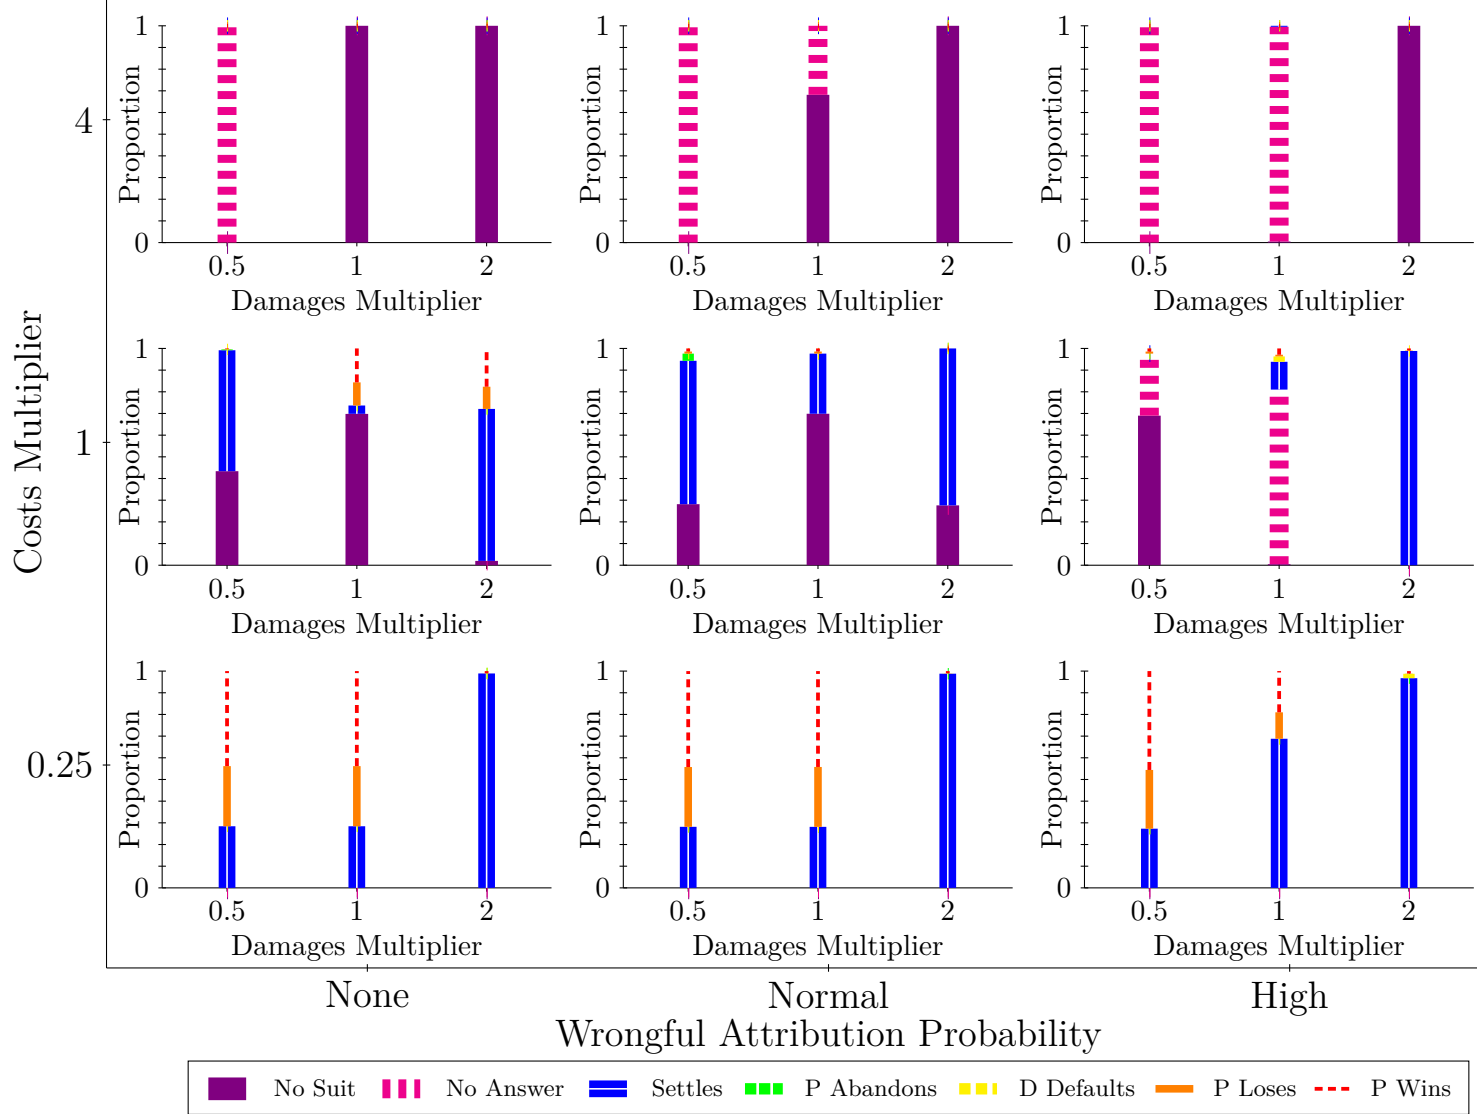 1 1 1
Proportion Proportion Proportion
4
0 0 0
0.5 1 2 0.5 1 2 0.5 1 2
Damages Multiplier Damages Multiplier Damages Multiplier
Costs Multiplier
1 1 1
Proportion Proportion Proportion
1
0 0 0
0.5 1 2 0.5 1 2 0.5 1 2
Damages Multiplier Damages Multiplier Damages Multiplier
1 1 1
Proportion Proportion Proportion
0.25
0 0 0
0.5 1 2 0.5 1 2 0.5 1 2
Damages Multiplier Damages Multiplier Damages Multiplier
None Normal High
Wrongful Attribution Probability
No Suit No Answer Settles P Abandons D Defaults P Loses P Wins